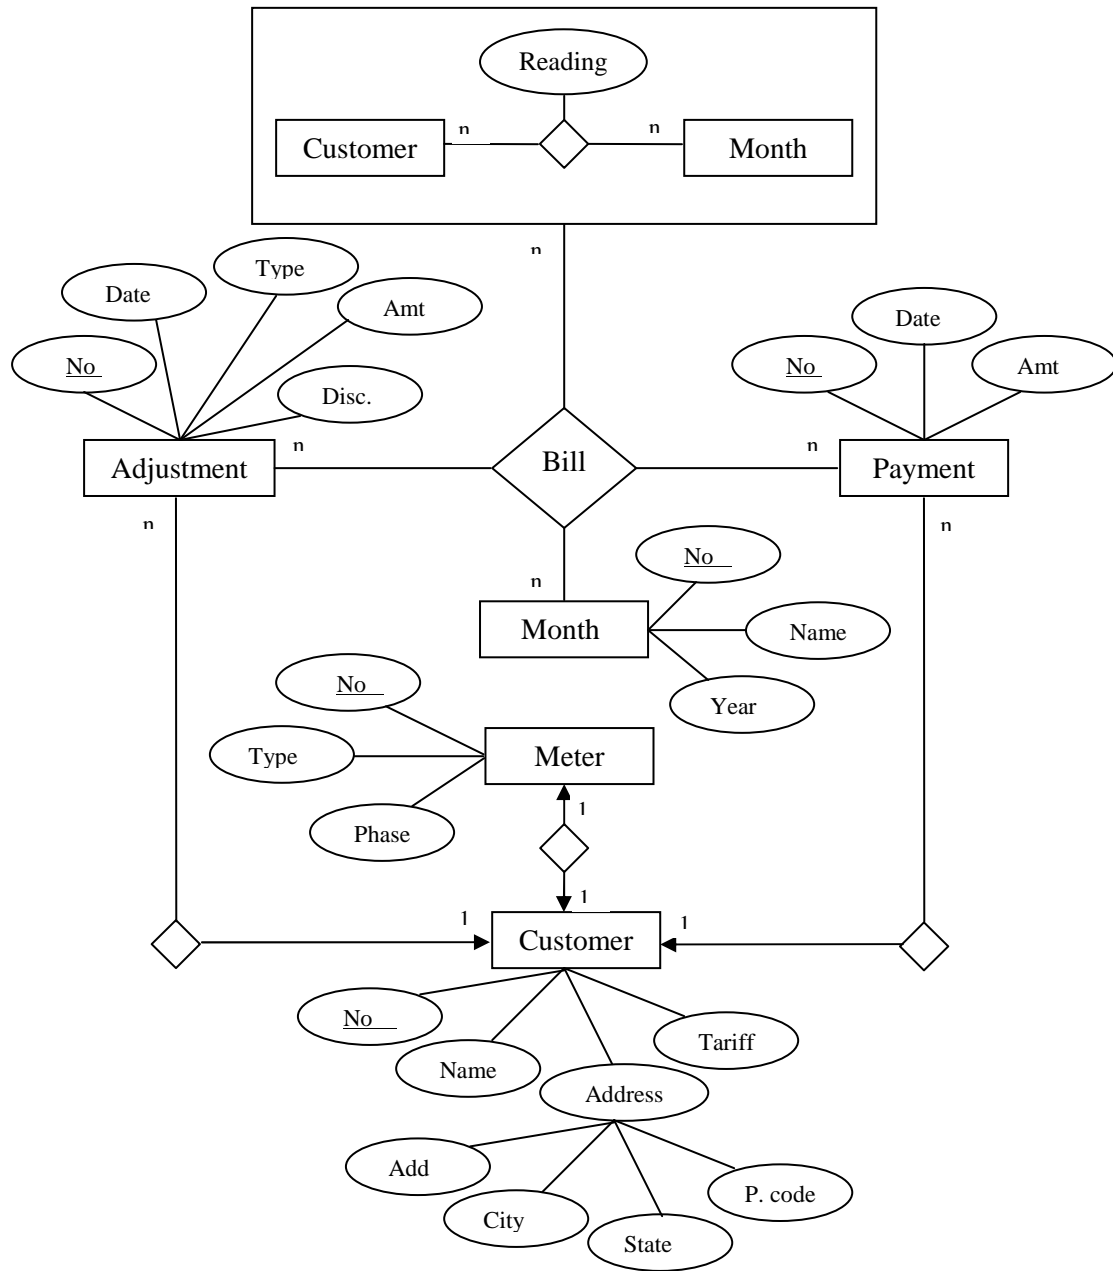 Reading
n
n
Customer
Month
n
Type
Date
Amt
Date
No
No
Amt
Disc.
n
n
Adjustment
Bill
Payment
n
n
No
n
Month
Name
No
Year
Type
Meter
1
Phase
1
1
1
Customer
No
Tariff
Name
Address
Add
P. code
City
State